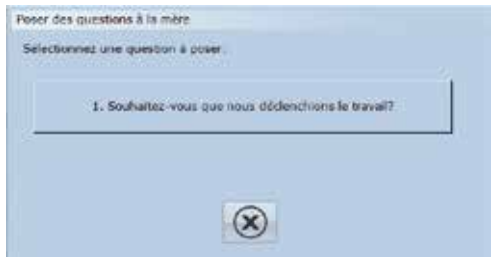 Poser des questions à la mère
Sélectionnez une question à poser.
1. Souhaitez-vous que nous déclenchions le travail?